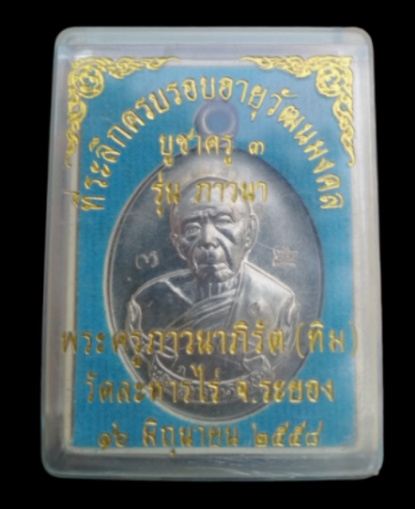 ที่ระลึกครบรอบอายุวัฒนมงคล
บูชาครู ๓
รุ่น ภาวนา
พระครูภาวนาภิรัต (ทิม)
วัดละหารไร่ จ.ระยอง
๑๖ มิถุนายน ๒๕๕๔